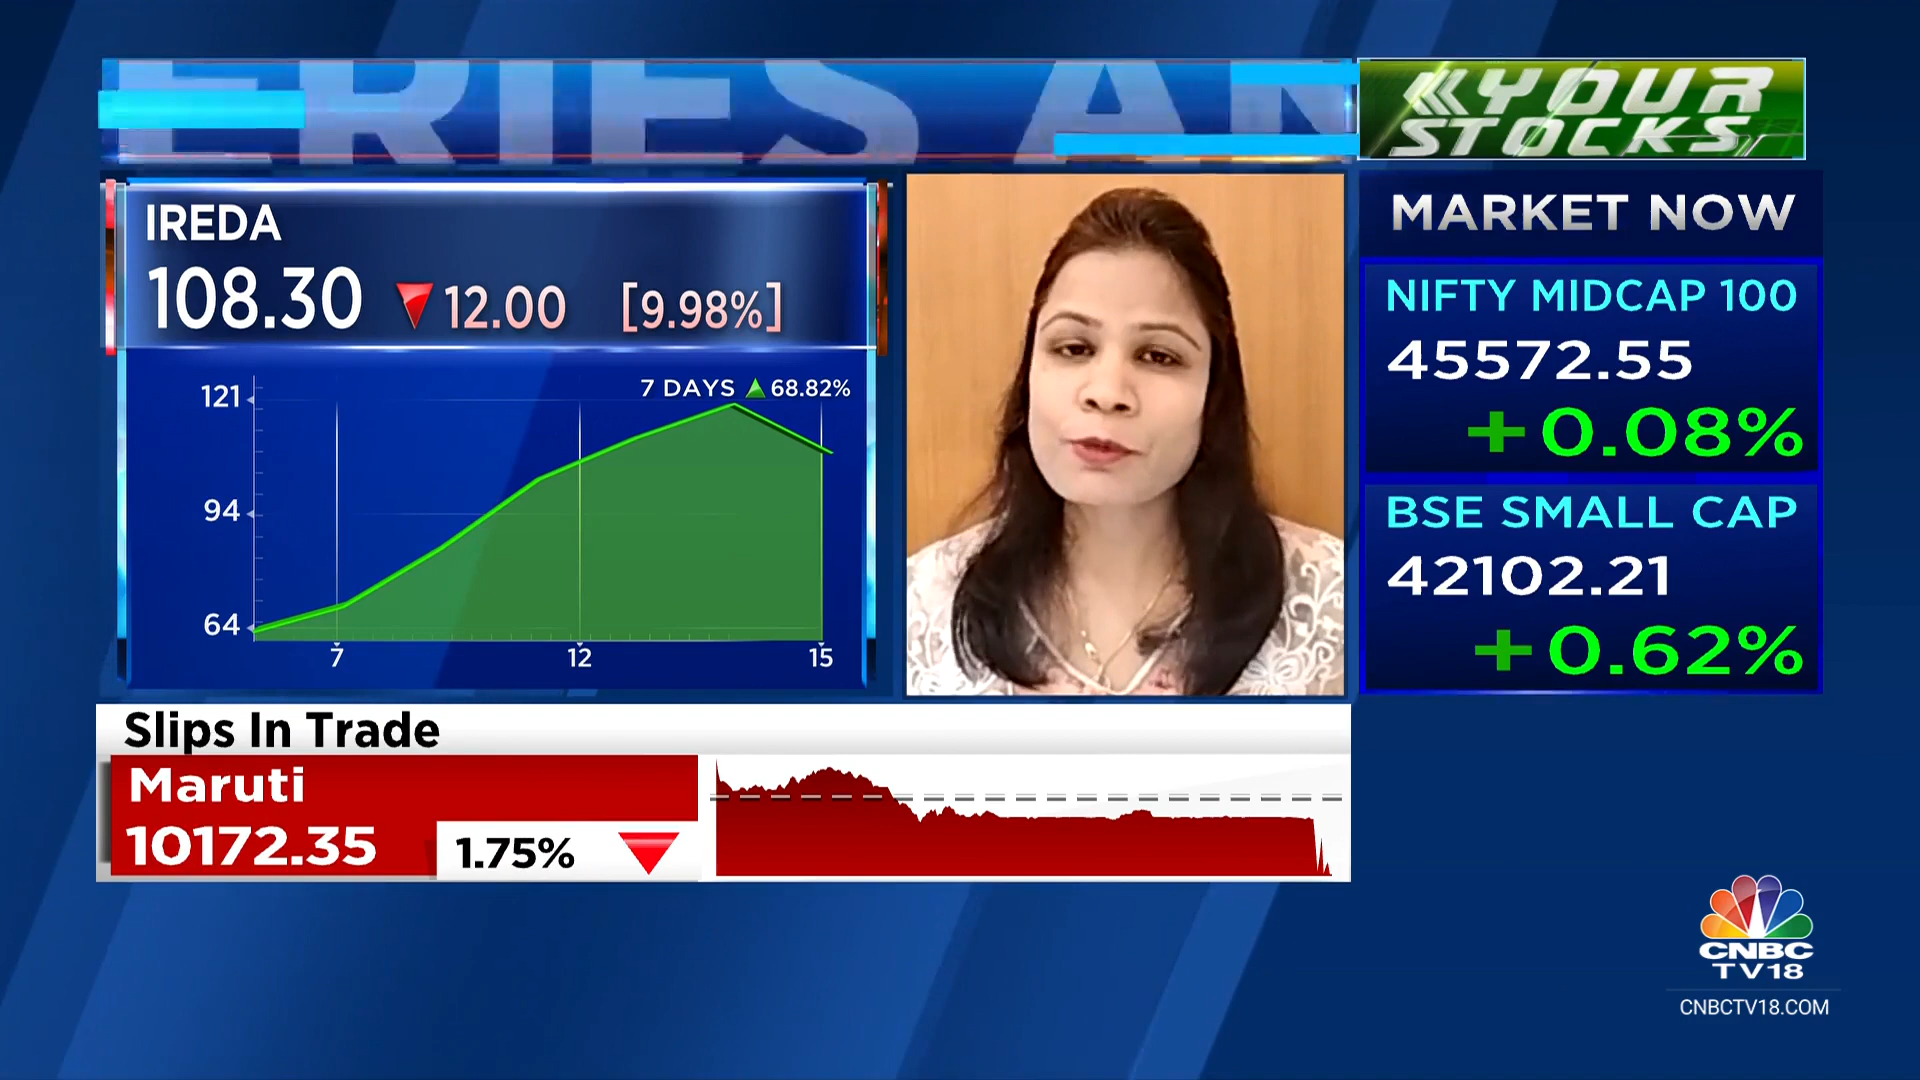 ERIES AN
YOUR
STOCKS
IREDA
108.30 12.00 [9.98%]
7 DAYS 68.82%
121
94
64
7 12 15
MARKET NOW
NIFTY MIDCAP 100
45572.55
+0.08%
BSE SMALL CAP
42102.21
+0.62%
Slips In Trade
Maruti
10172.35
1.75%
CNBC
TV18
CNBCTV18.COM